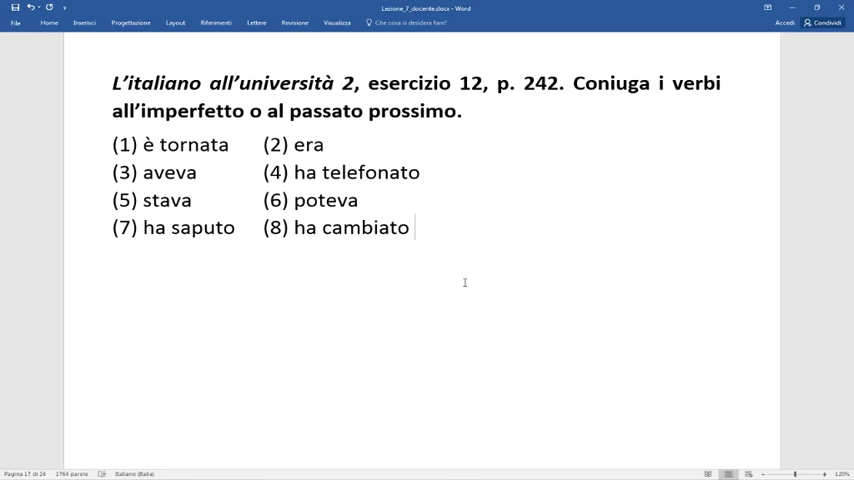 Lezione_7_docente.docx - Word
File Home Inserisci Progettazione Layout Riferimenti Lettere Revisione Visualizza Che cosa si desidera fare? Accedi Condividi
L’italiano all’università 2, esercizio 12, p. 242. Coniuga i verbi
all’imperfetto o al passato prossimo.
(1) è tornata (2) era
(3) aveva (4) ha telefonato
(5) stava (6) poteva
(7) ha saputo (8) ha cambiato
Pagina 17 di 24 1764 parole Italiano (Italia) 120%